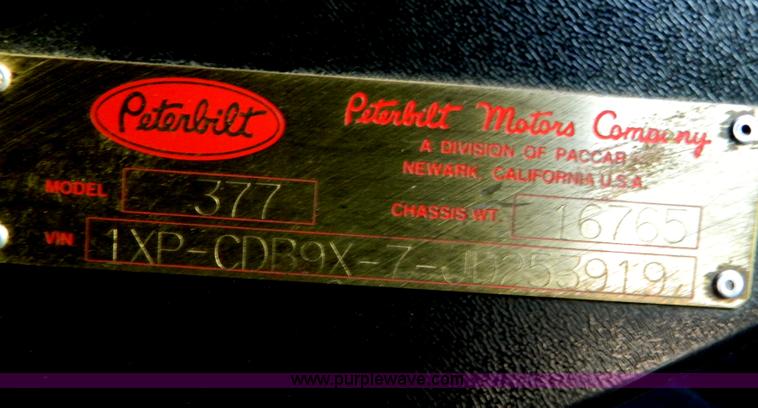 Peterbilt
Peterbilt Motors Company
A DIVISION OF PACCAR
NEWARK, CALIFORNIA U.S.A.
MODEL 377
CHASSIS WT. 16765
VIN 1XP-CDB9X-7-JD253919
www.purplewave.com